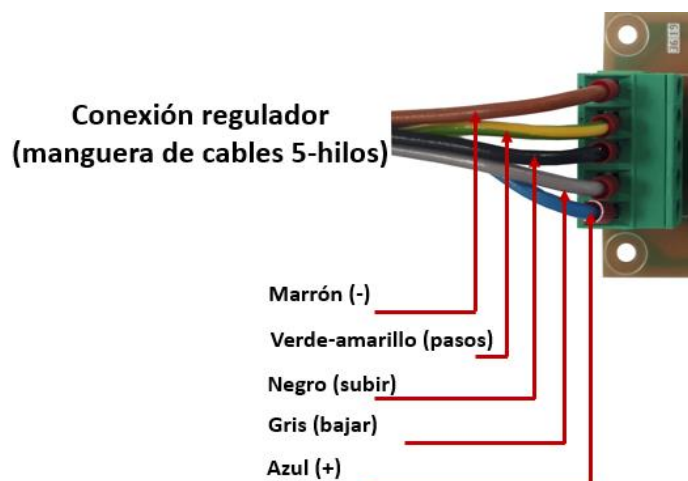 Conexión regulador
(manguera de cables 5-hilos)
Marrón (-)
Verde-amarillo (pasos)
Negro (subir)
Gris (bajar)
Azul (+)